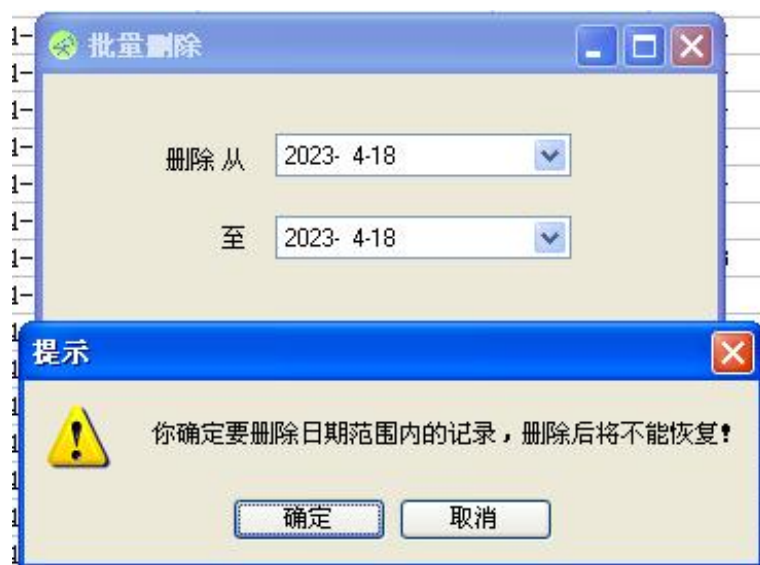 批量删除
删除 从
2023- 4-18
至
2023- 4-18
提示
你确定要删除日期范围内的记录，删除后将不能恢复！
确定
取消